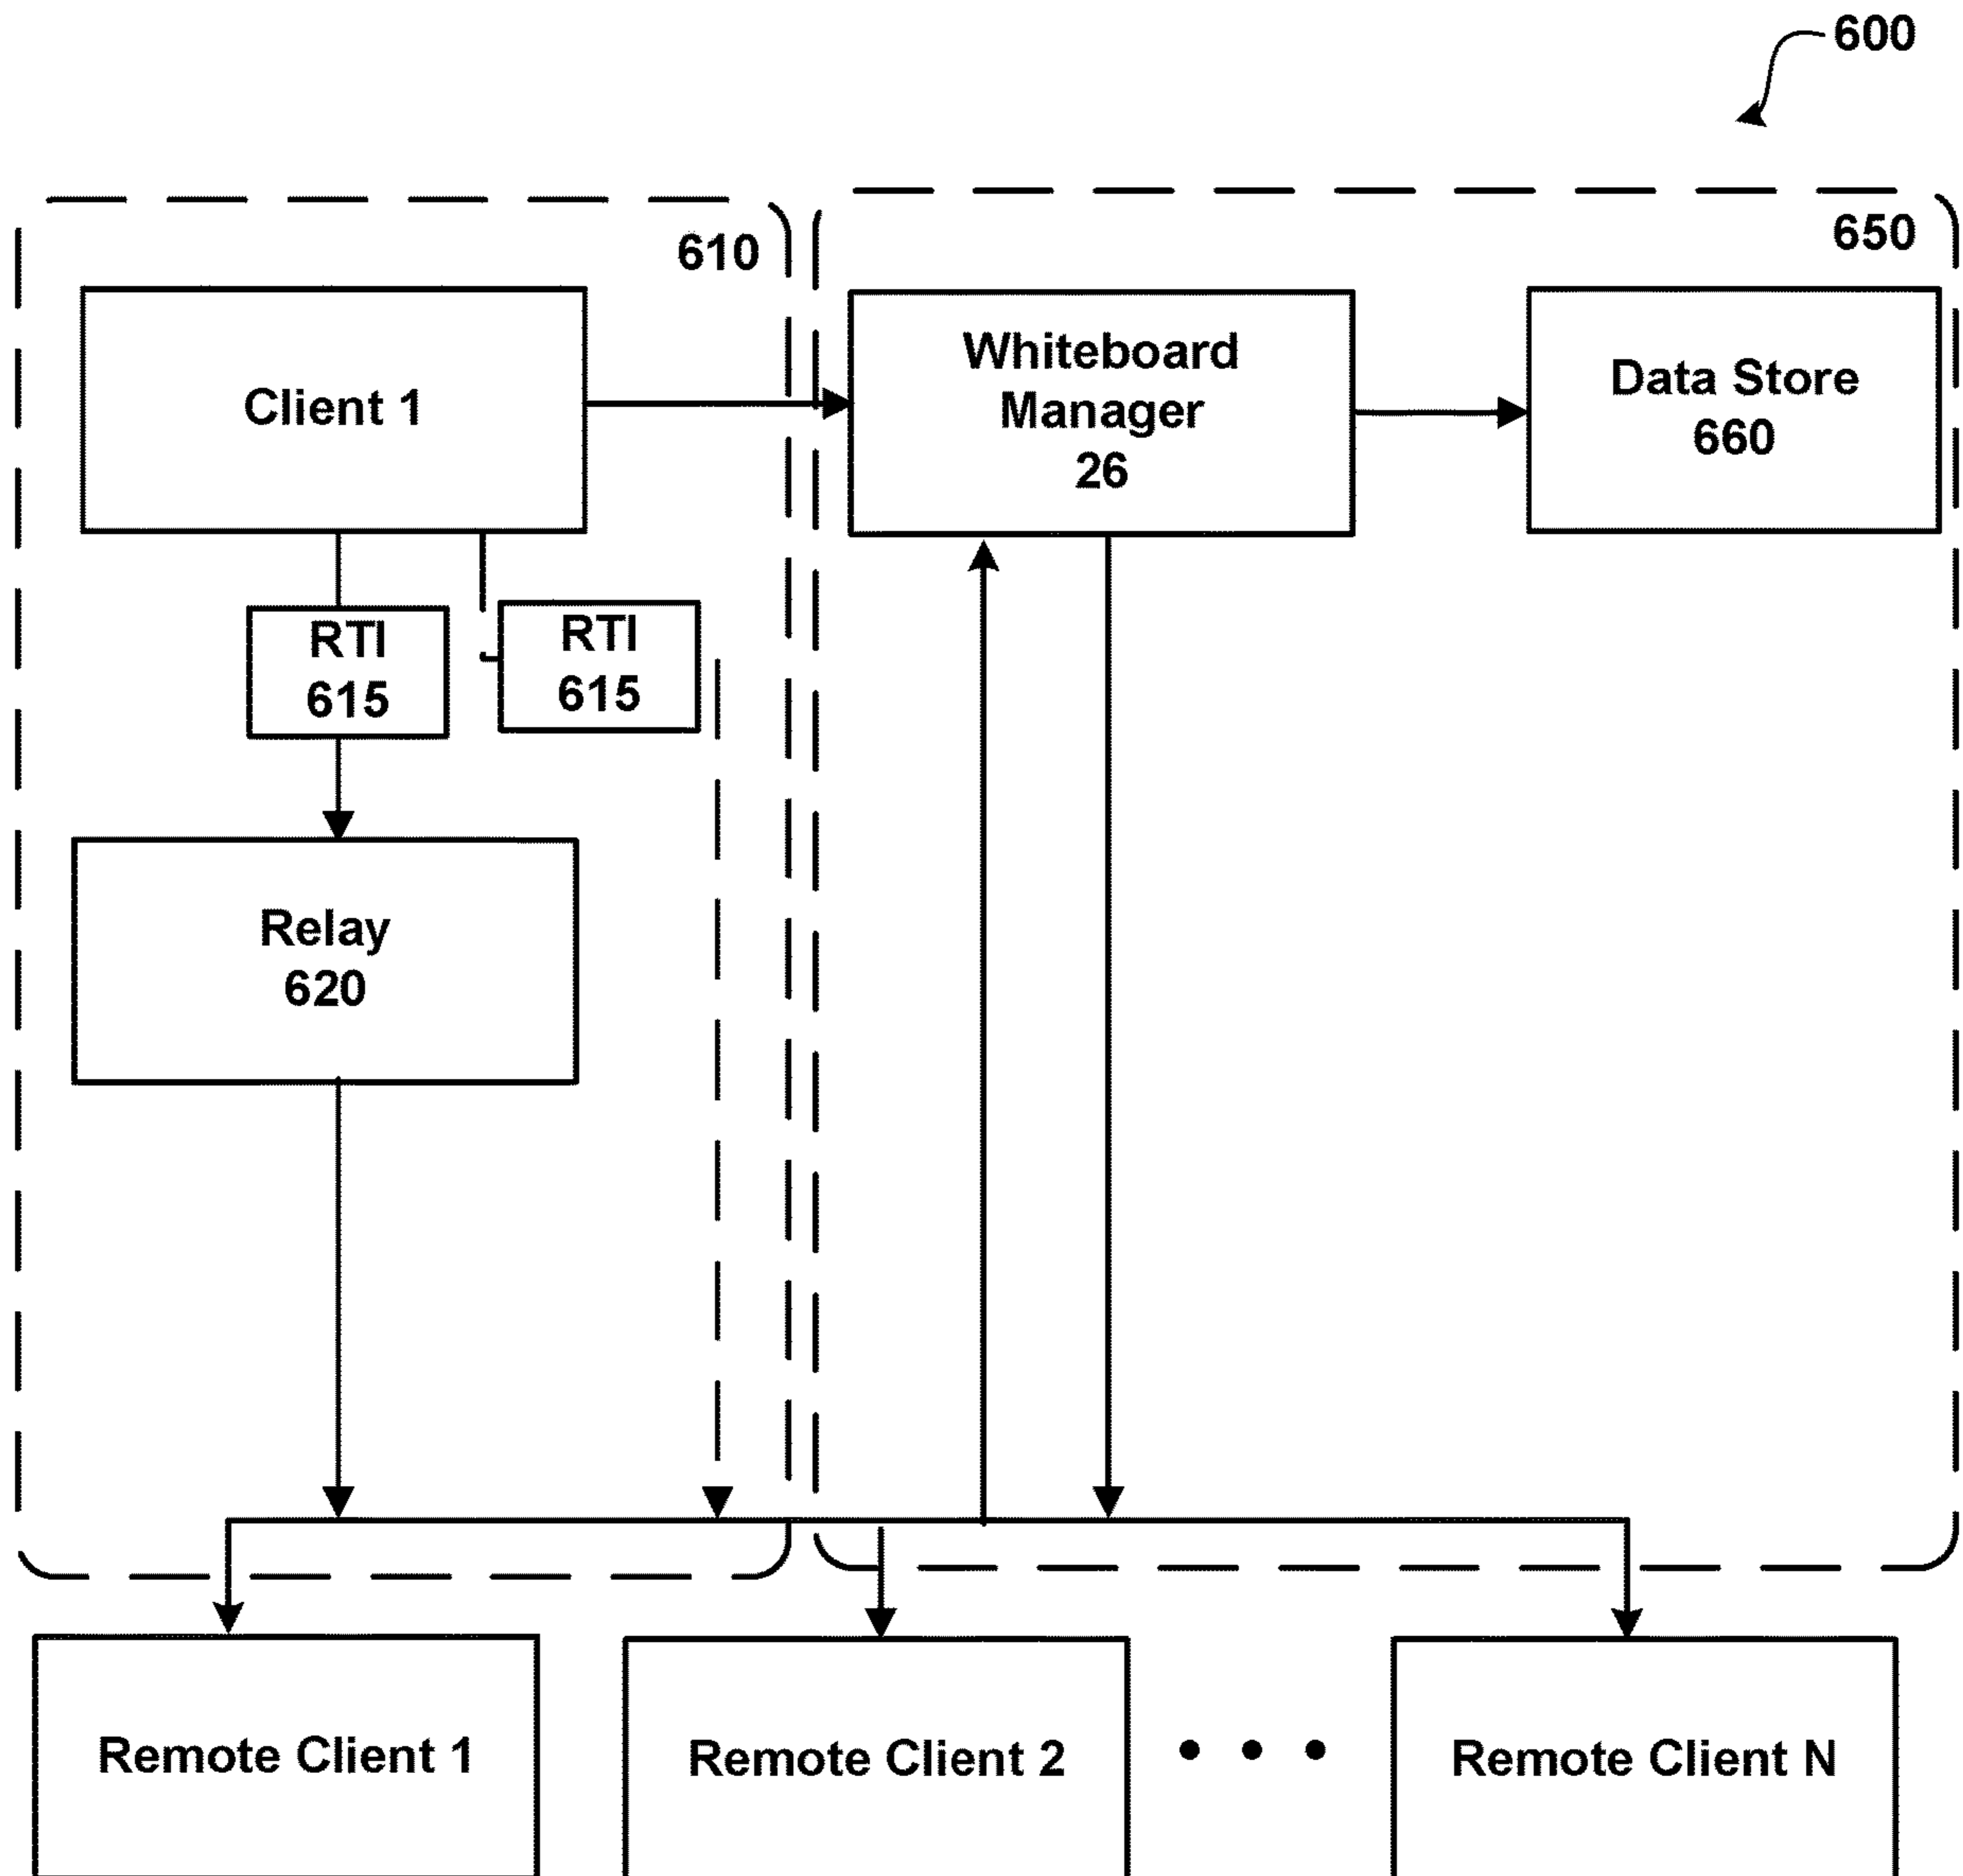 600
610
650
Client 1
Whiteboard
Manager
26
Data Store
660
RTI
615
RTI
615
Relay
620
Remote Client 1
Remote Client 2
Remote Client N